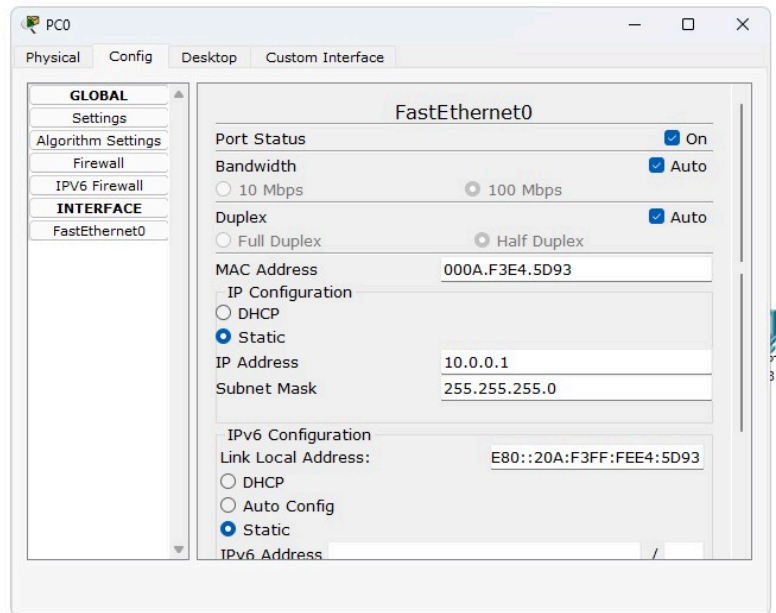 PC0
Physical Config Desktop Custom Interface
GLOBAL
Settings
Algorithm Settings
Firewall
IPV6 Firewall
INTERFACE
FastEthernet0
FastEthernet0
Port Status On
Bandwidth Auto
10 Mbps 100 Mbps
Duplex Auto
Full Duplex Half Duplex
MAC Address 000A.F3E4.5D93
IP Configuration
DHCP
Static
IP Address 10.0.0.1
Subnet Mask 255.255.255.0
IPv6 Configuration
Link Local Address: E80::20A:F3FF:FEE4:5D93
DHCP
Auto Config
Static
IPv6 Address /